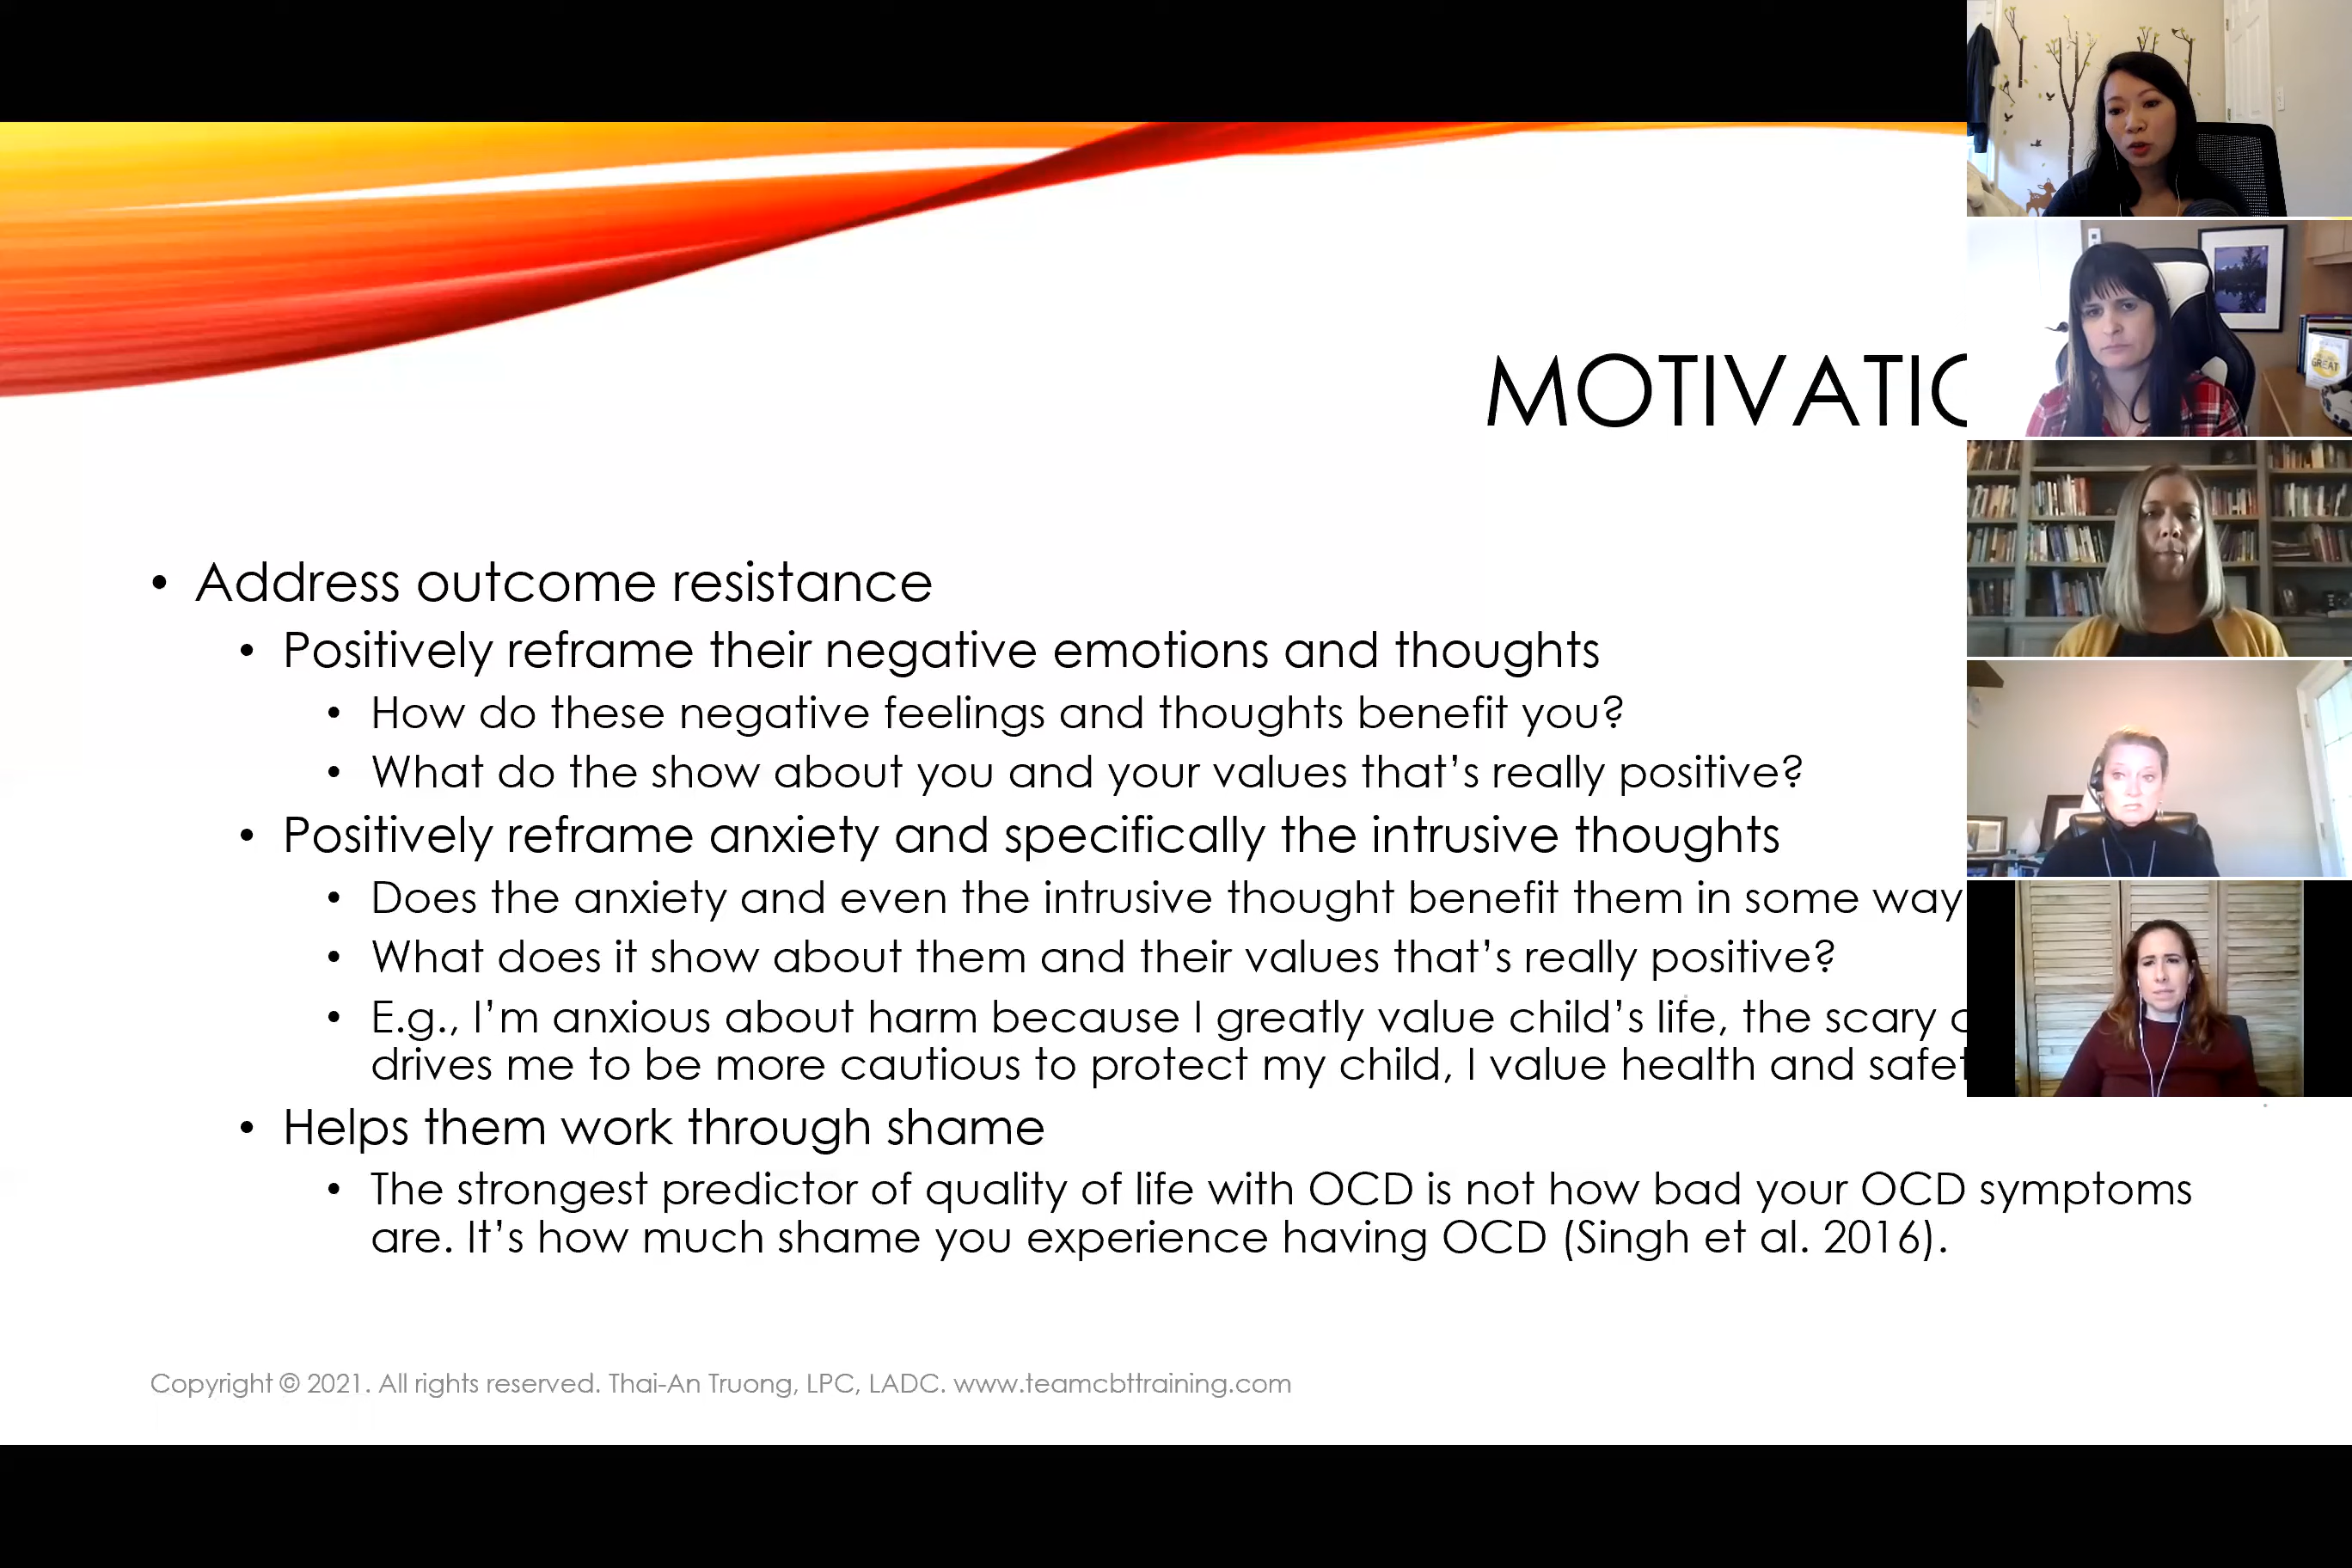 MOTIVATIO
• Address outcome resistance
• Positively reframe their negative emotions and thoughts
• How do these negative feelings and thoughts benefit you?
• What do the show about you and your values that's really positive?
• Positively reframe anxiety and specifically the intrusive thoughts
• Does the anxiety and even the intrusive thought benefit them in some way
• What does it show about them and their values that's really positive?
• E.g., I'm anxious about harm because I greatly value child's life, the scary
drives me to be more cautious to protect my child, I value health and safet
• Helps them work through shame
• The strongest predictor of quality of life with OCD is not how bad your OCD symptoms
are. It's how much shame you experience having OCD (Singh et al. 2016).
Copyright © 2021. All rights reserved. Thai-An Truong, LPC, LADC. www.teamcbttraining.com
GREAT